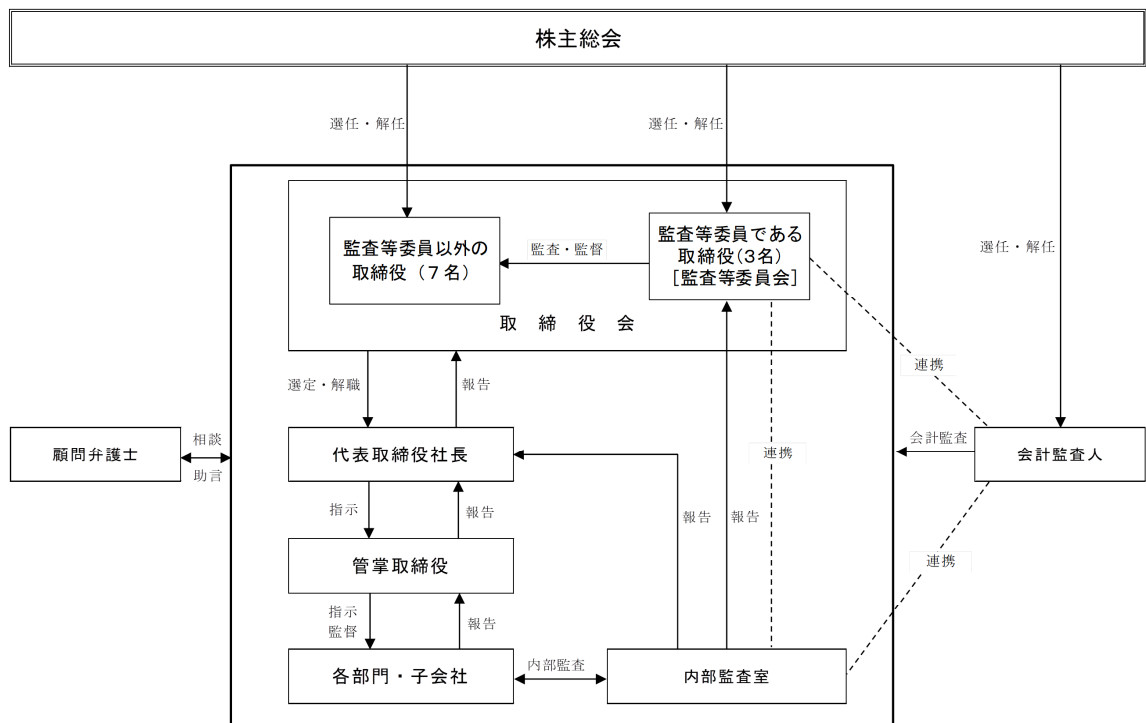 株主総会
選任・解任
選任・解任
選任・解任
監査等委員以外の
取締役（７名）
監査・監督
監査等委員である
取締役(3名)
［監査等委員会］
取締役会
選定・解職
報告
連携
顧問弁護士
相談
助言
代表取締役社長
連携
会計監査
会計監査人
指示
報告
報告
報告
管掌取締役
連携
指示
監督
報告
各部門・子会社
内部監査
内部監査室